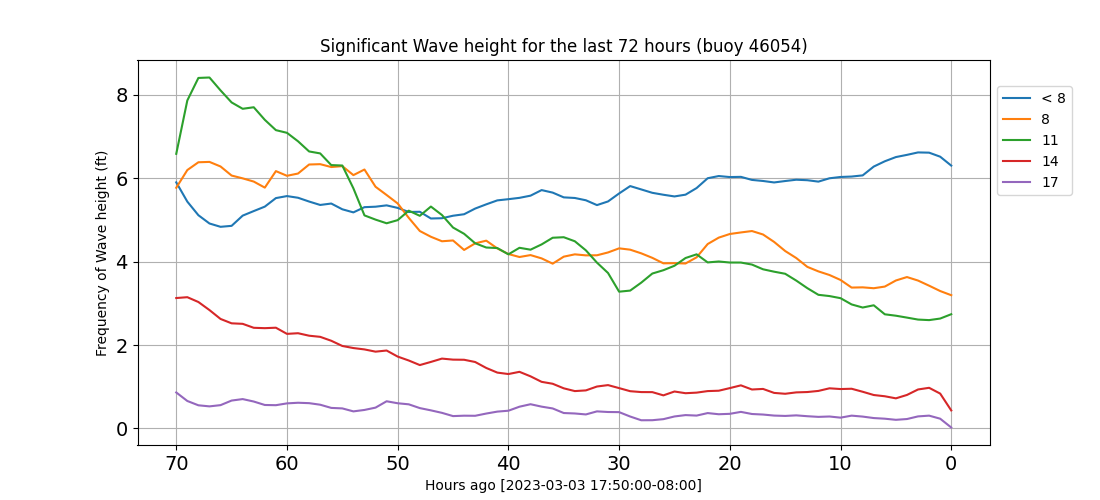 Significant Wave height for the last 72 hours (buoy 46054)
Frequency of Wave height (ft)
8
6
4
2
0
70 60 50 40 30 20 10 0
Hours ago [2023-03-03 17:50:00-08:00]
< 8
8
11
14
17